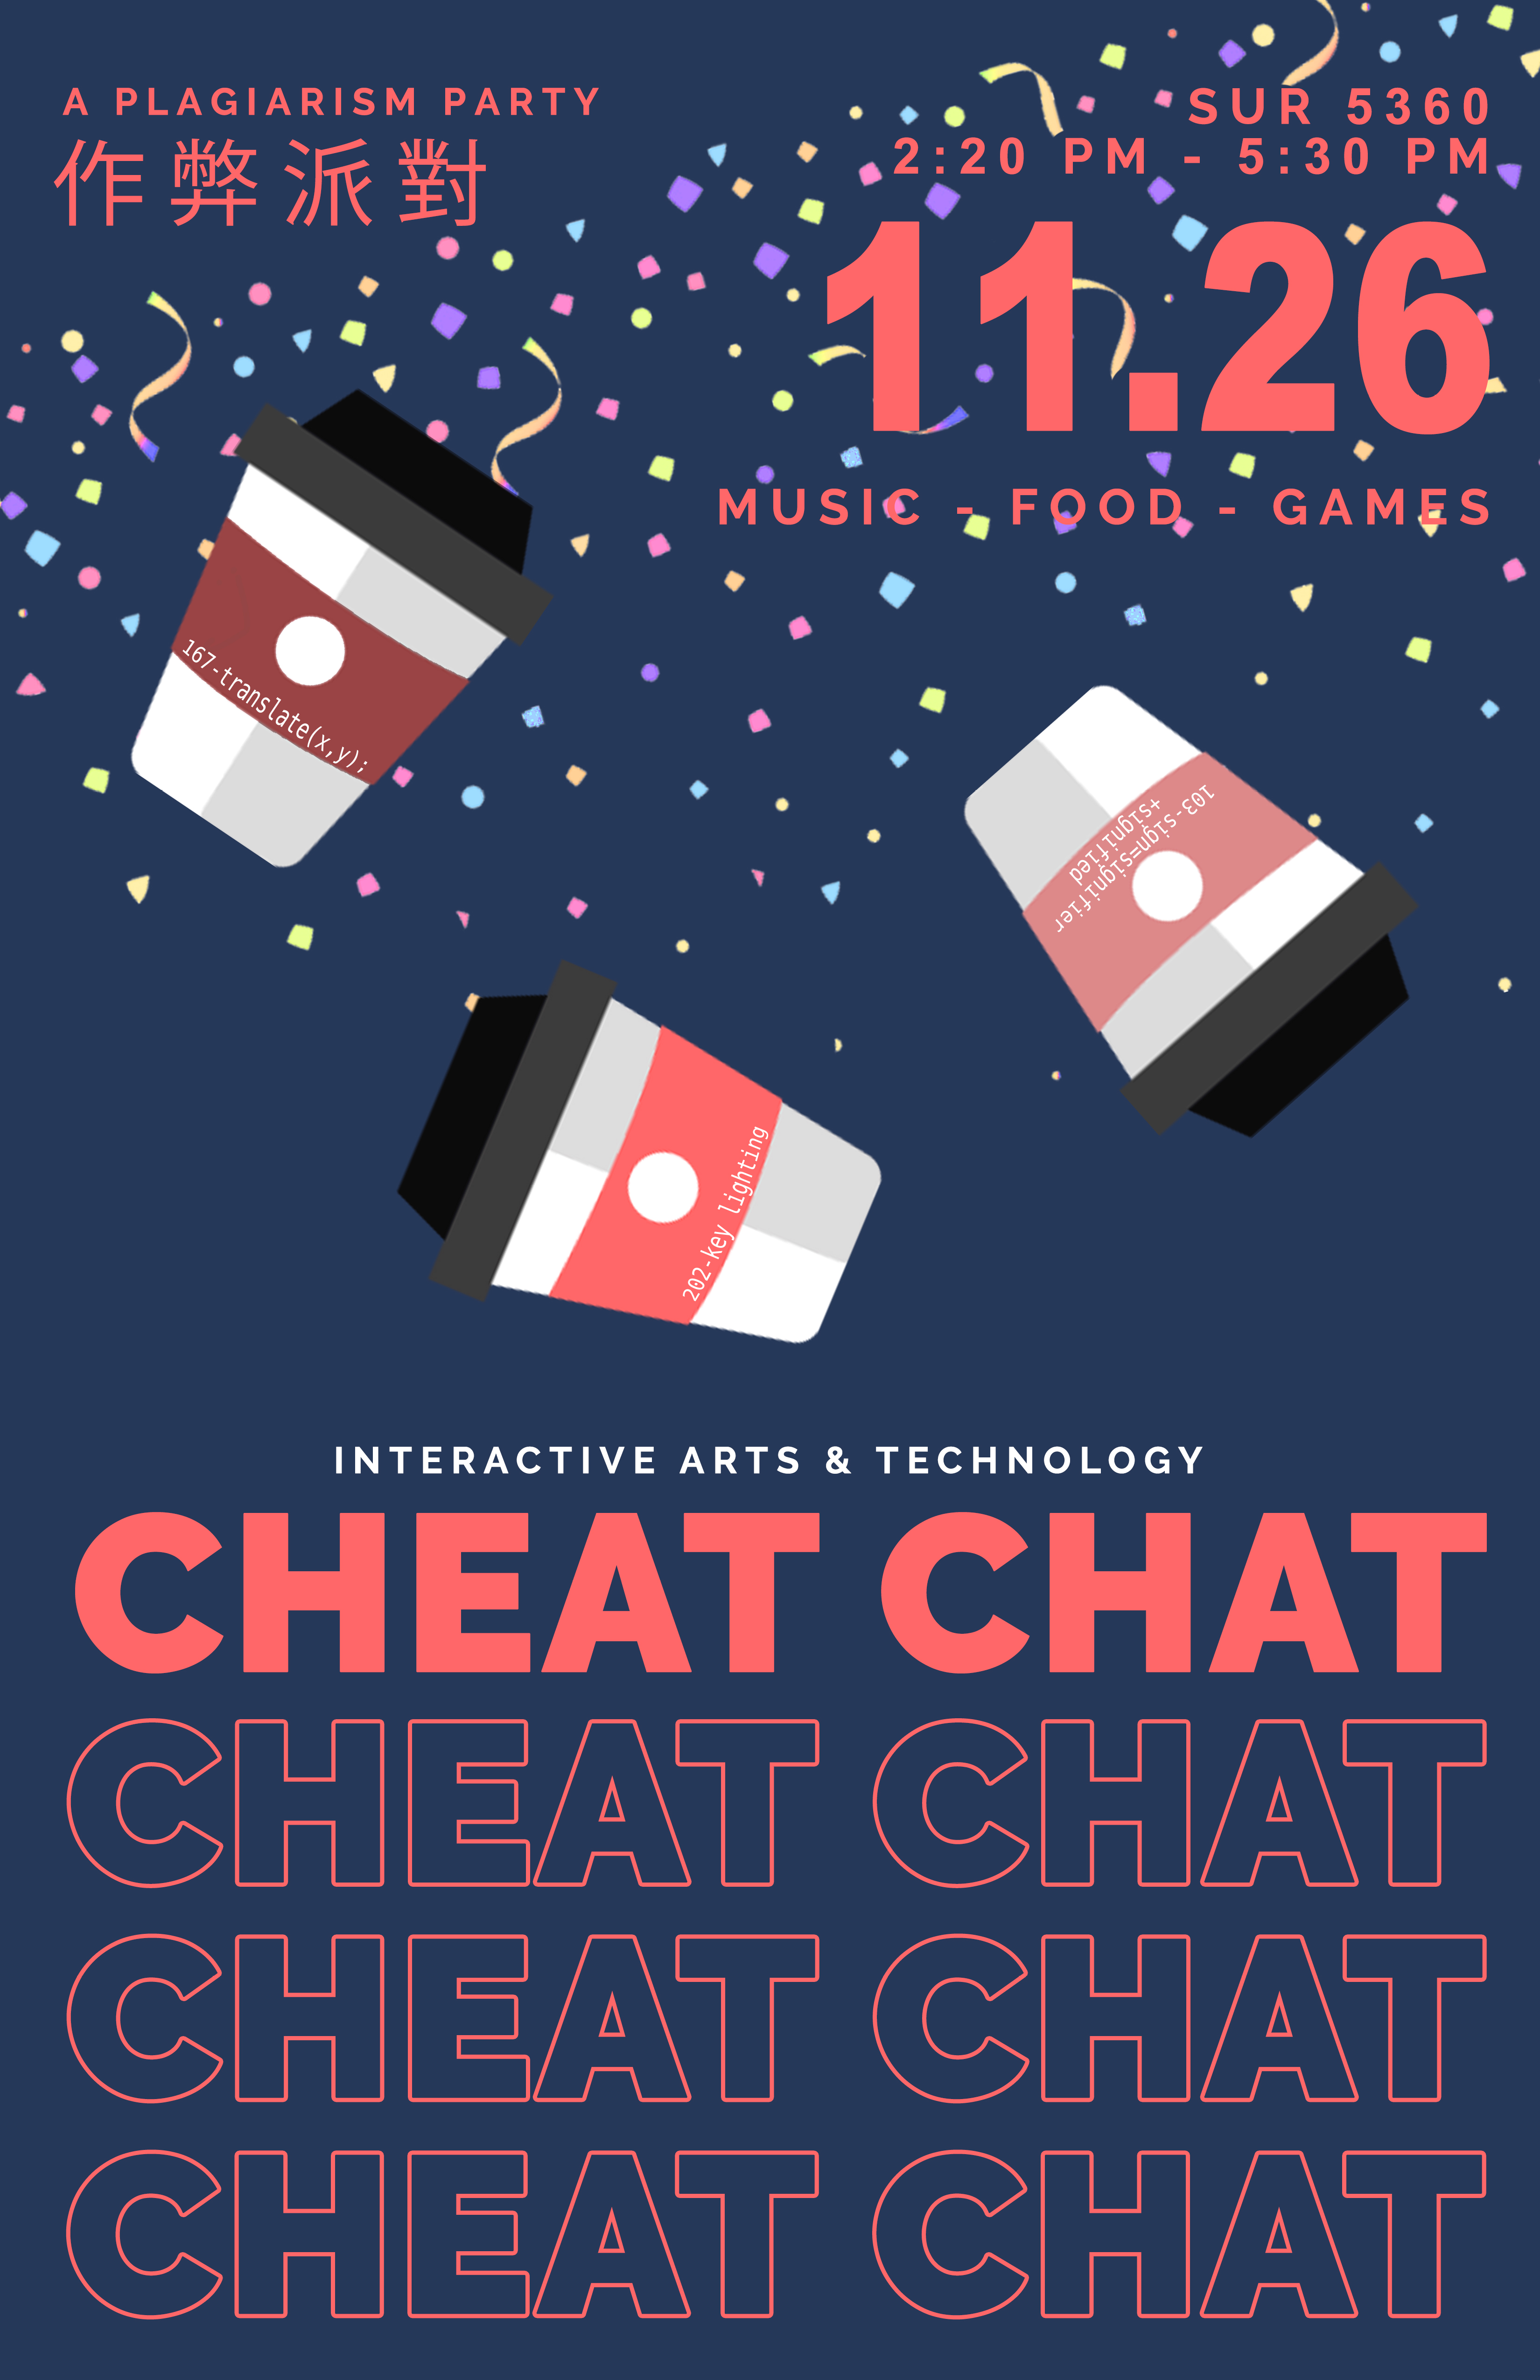 A PLAGIARISM PARTY
作弊派對
SUR 5360
2:20 PM - 5:30 PM
11.26
MUSIC - FOOD - GAMES
167-translate(x,y);
103-sign=signifier
+signified
202-key lighting
INTERACTIVE ARTS & TECHNOLOGY
CHEAT CHAT
CHEAT CHAT
CHEAT CHAT
CHEAT CHAT